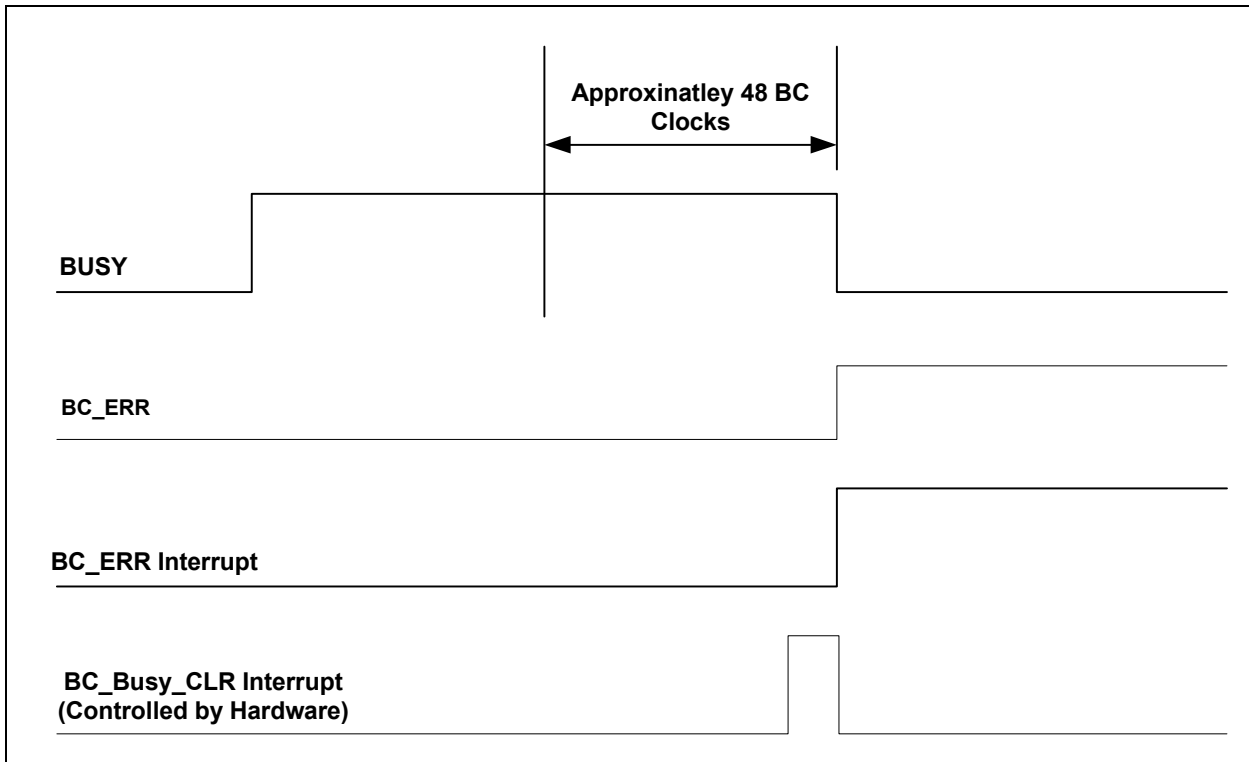 Approxinatley 48 BC
Clocks
BUSY
BC_ERR
BC_ERR Interrupt
BC_Busy_CLR Interrupt
(Controlled by Hardware)